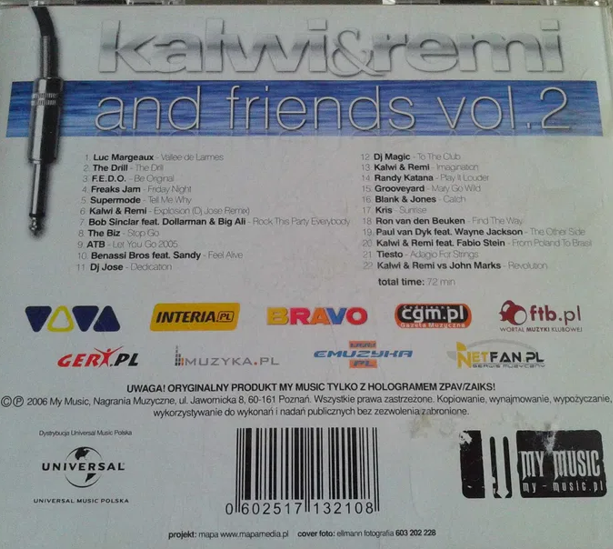 kalwi&remi
and friends vol.2
1. Luc Margeaux - Vallee de Larmes
2. The Drill - The Drill
3. F.E.D.O. - Be Original
4. Freaks Jam - Friday Night
5. Supermode - Tell Me Why
6. Kalwi & Remi - Explosion (Dj Jose Remix)
7. Bob Sinclar feat. Dollarman & Big Ali - Rock This Party Everybody
8. The Biz - Stop Go
9. ATB - Let You Go 2005
10. Benassi Bros feat. Sandy - Feel Alive
11. Dj Jose - Dedication
12. Dj Magic - To The Club
13. Kalwi & Remi - Imagination
14. Randy Katana - Play It Louder
15. Grooveyard - Mary Go Wild
16. Blank & Jones - Catch
17. Kris - Sunrise
18. Ron van den Beuken - Find The Way
19. Paul van Dyk feat. Wayne Jackson - The Other Side
20. Kalwi & Remi feat. Fabio Stein - From Poland To Brasil
21. Tiesto - Adagio For Strings
22. Kalwi & Remi vs John Marks - Revolution
total time: 72 min
VIVA
INTERIA.PL
BRAVO
cgm.pl
Gazeta Muzyczna
ftb.pl
WORTAL MUZYKI KLUBOWEJ
GERY.PL
MUZYKA.PL
EMUZYKA
PL
NETFAN.PL
SERWIS MUZYCZNY
UWAGA! ORYGINALNY PRODUKT MY MUSIC TYLKO Z HOLOGRAMEM ZPAV/ZAIKS!
© ℗ 2006 My Music, Nagrania Muzyczne, ul. Jawornicka 8, 60-161 Poznań. Wszystkie prawa zastrzeżone. Kopiowanie, wynajmowanie, wypożyczanie,
wykorzystywanie do wykonań i nadań publicznych bez zezwolenia zabronione.
Dystrybucja Universal Music Polska
UNIVERSAL
UNIVERSAL MUSIC POLSKA
0 602517 132108
MY MUSIC
my-music.pl
projekt: mapa www.mapamedia.pl cover foto: ellmann fotografia 603 202 228